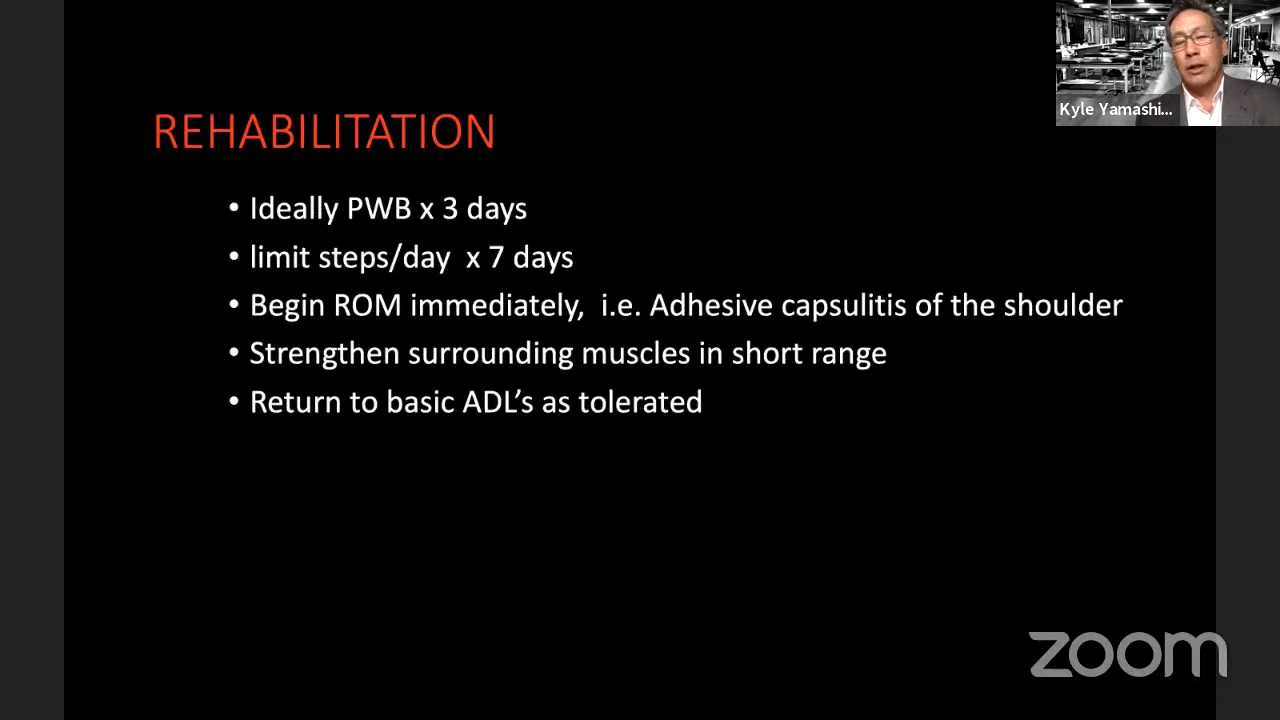 Kyle Yamashi...
REHABILITATION
• Ideally PWB x 3 days
• limit steps/day  x 7 days
• Begin ROM immediately,  i.e. Adhesive capsulitis of the shoulder
• Strengthen surrounding muscles in short range
• Return to basic ADL’s as tolerated
zoom